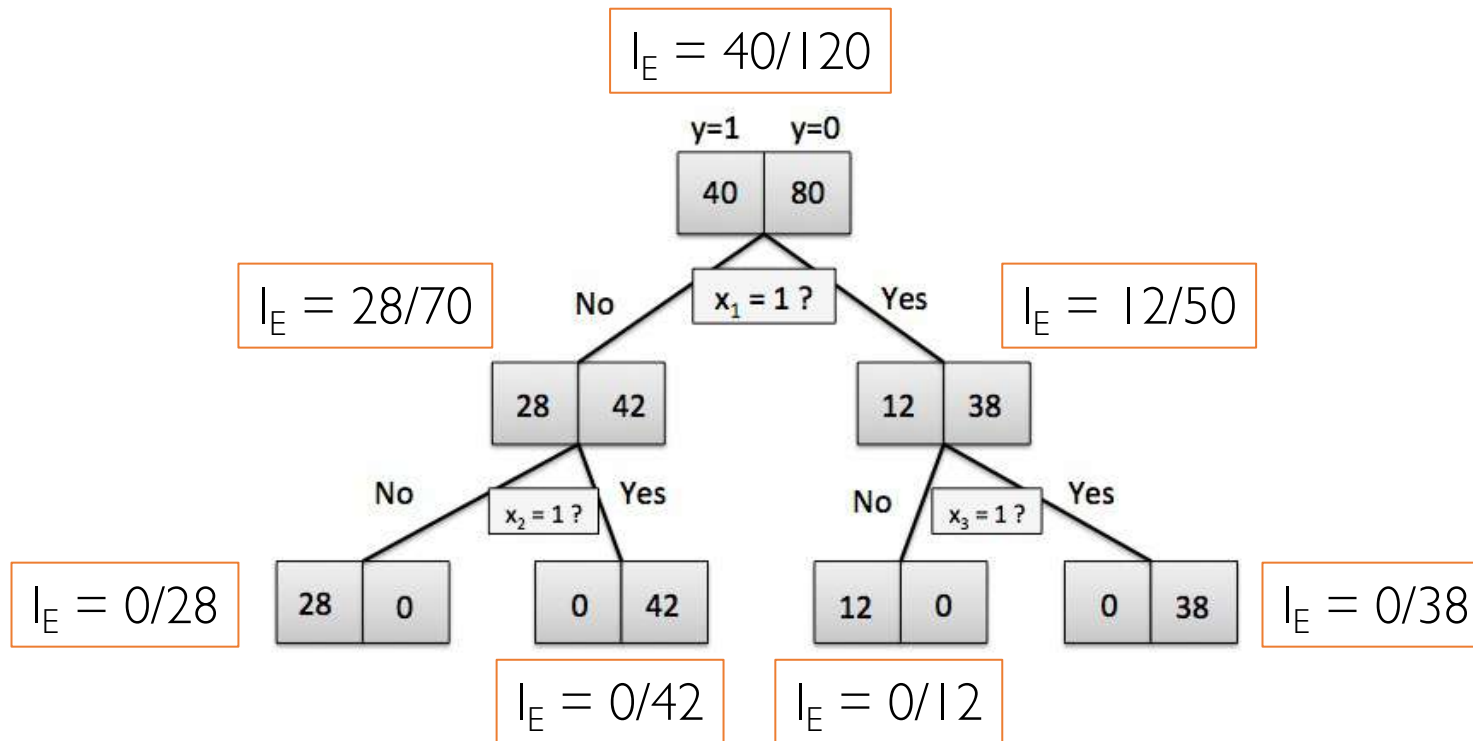 I_E = 40/120
y=1 y=0
40 80
I_E = 28/70
No
x_1 = 1 ?
Yes
I_E = 12/50
28 42
12 38
No
x_2 = 1 ?
Yes
No
x_3 = 1 ?
Yes
I_E = 0/28
28 0
0 42
12 0
0 38
I_E = 0/38
I_E = 0/42
I_E = 0/12